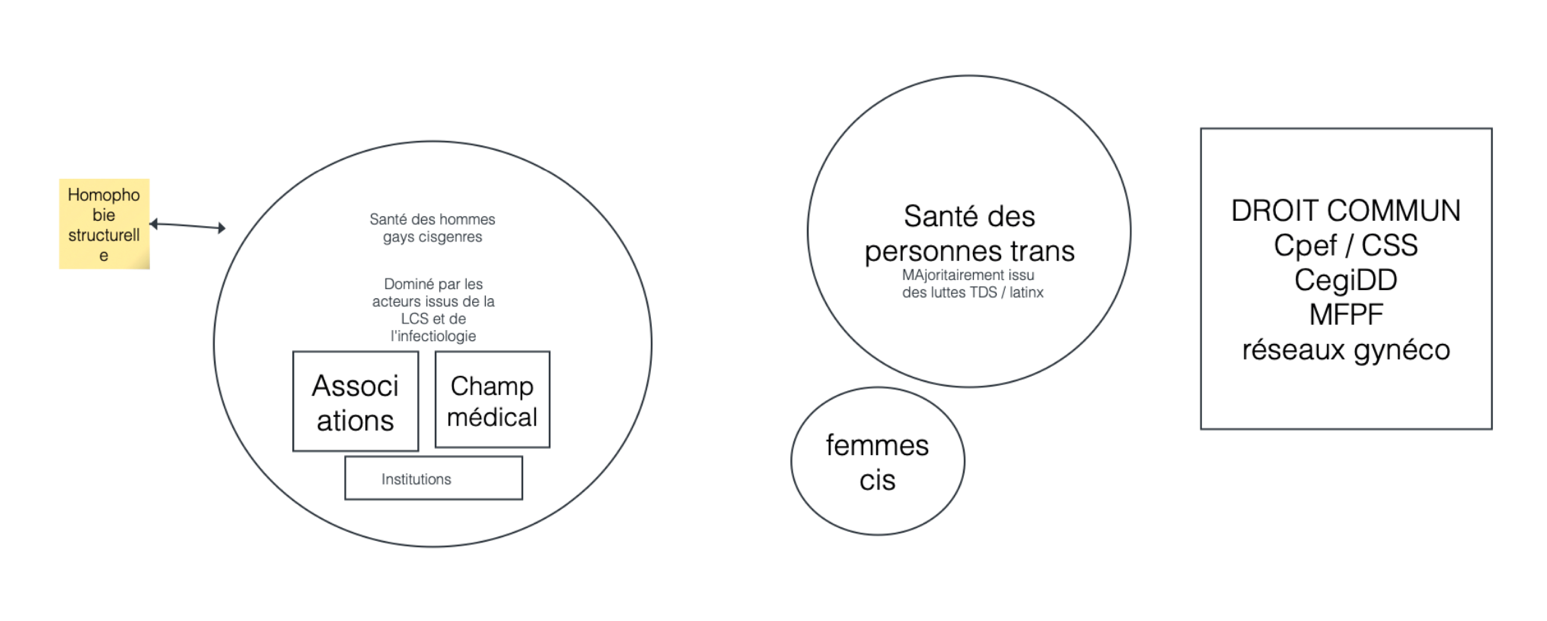 Homopho
bie
structurell
e
Santé des hommes
gays cisgenres
Dominé par les
acteurs issus de la
LCS et de
l'infectiologie
Associ
ations
Champ
médical
Institutions
Santé des
personnes trans
MAjoritairement issu
des luttes TDS / latinx
femmes
cis
DROIT COMMUN
Cpef / CSS
CegiDD
MFPF
réseaux gynéco